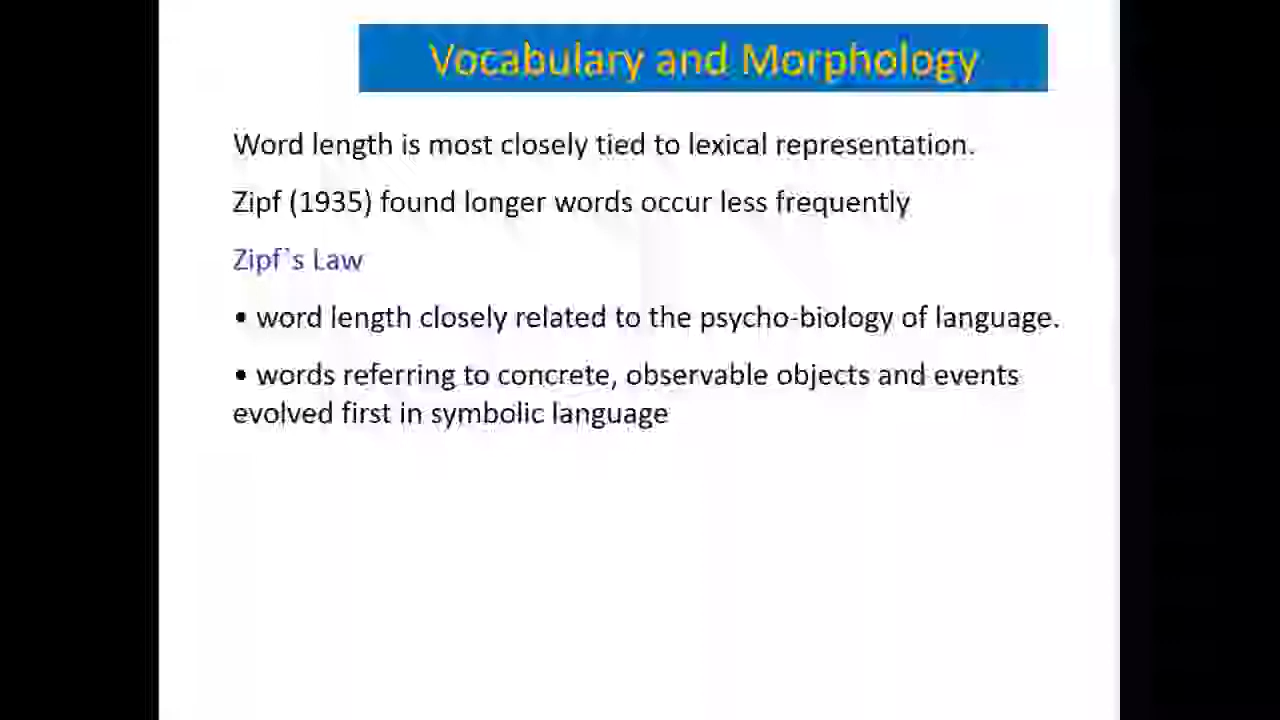 Vocabulary and Morphology
Word length is most closely tied to lexical representation.
Zipf (1935) found longer words occur less frequently
Zipf`s Law
• word length closely related to the psycho-biology of language.
• words referring to concrete, observable objects and events
evolved first in symbolic language